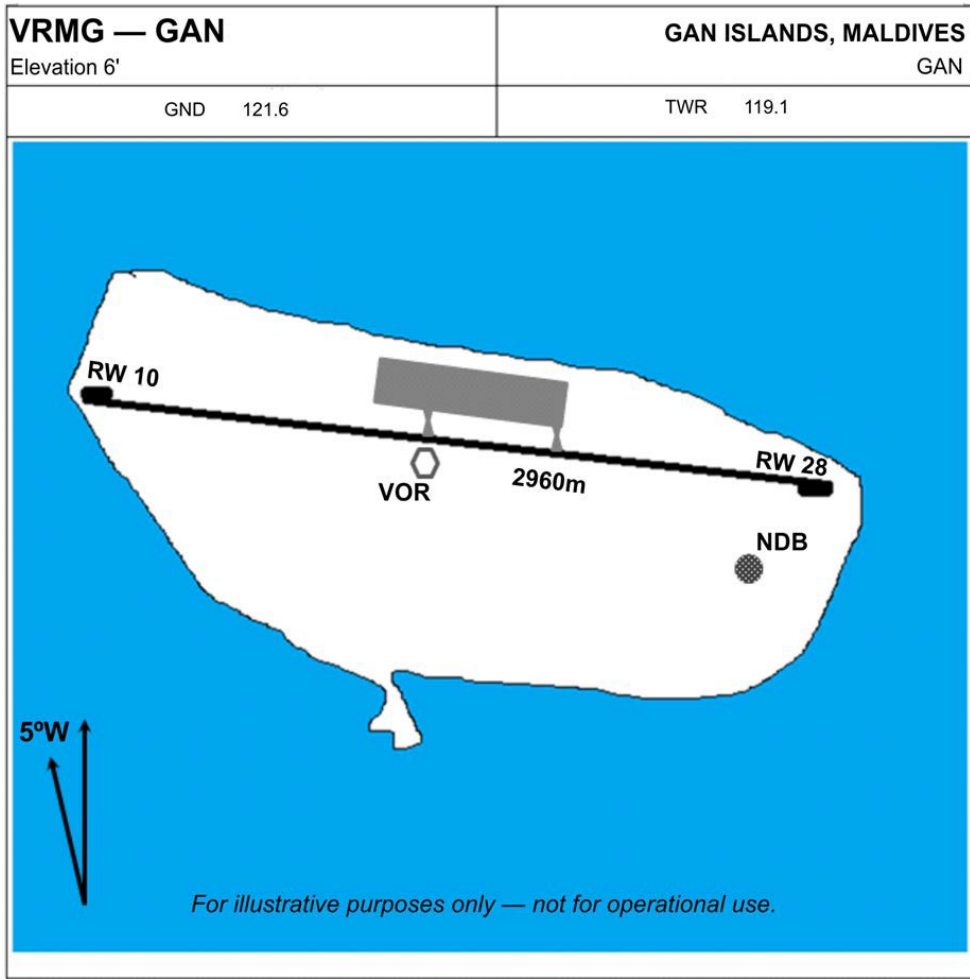 VRMG — GAN
Elevation 6'
GAN ISLANDS, MALDIVES
GAN
GND 121.6
TWR 119.1
RW 10
RW 28
2960m
VOR
NDB
5ºW
For illustrative purposes only — not for operational use.